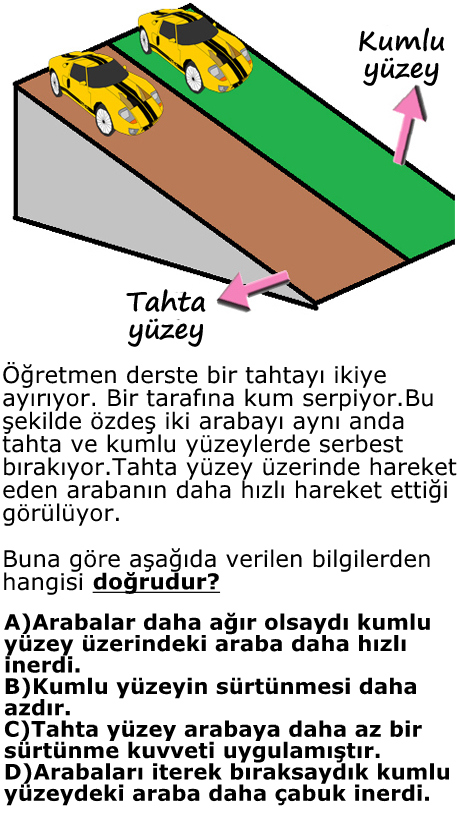 Kumlu
yüzey
Tahta
yüzey
Öğretmen derste bir tahtayı ikiye
ayırıyor. Bir tarafına kum serpiyor.Bu
şekilde özdeş iki arabayı aynı anda
tahta ve kumlu yüzeylerde serbest
bırakıyor.Tahta yüzey üzerinde hareket
eden arabanın daha hızlı hareket ettiği
görülüyor.
Buna göre aşağıda verilen bilgilerden
hangisi doğrudur?
A)Arabalar daha ağır olsaydı kumlu
yüzey üzerindeki araba daha hızlı
inerdi.
B)Kumlu yüzeyin sürtünmesi daha
azdır.
C)Tahta yüzey arabaya daha az bir
sürtünme kuvveti uygulamıştır.
D)Arabaları iterek bıraksaydık kumlu
yüzeydeki araba daha çabuk inerdi.